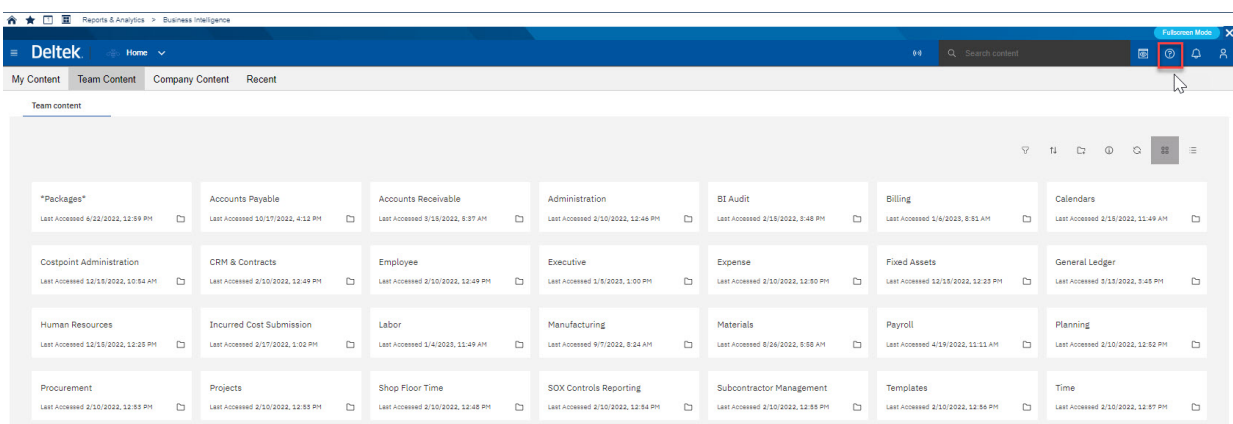 Reports & Analytics > Business Intelligence
Fullscreen Mode X
Deltek Home
Search content
My Content Team Content Company Content Recent
Team content
*Packages* Accounts Payable Accounts Receivable Administration BI Audit Billing Calendars
Last Accessed 6/22/2022, 12:59 PM Last Accessed 10/17/2022, 4:12 PM Last Accessed 3/15/2022, 5:37 AM Last Accessed 2/10/2022, 12:46 PM Last Accessed 2/15/2022, 3:48 PM Last Accessed 1/6/2023, 8:51 AM Last Accessed 2/15/2022, 11:49 AM
Costpoint Administration CRM & Contracts Employee Executive Expense Fixed Assets General Ledger
Last Accessed 12/15/2022, 10:54 AM Last Accessed 2/10/2022, 12:49 PM Last Accessed 2/10/2022, 12:49 PM Last Accessed 1/5/2023, 1:00 PM Last Accessed 2/10/2022, 12:50 PM Last Accessed 12/15/2022, 12:23 PM Last Accessed 3/13/2022, 3:45 PM
Human Resources Incurred Cost Submission Labor Manufacturing Materials Payroll Planning
Last Accessed 12/15/2022, 12:25 PM Last Accessed 2/17/2022, 1:02 PM Last Accessed 1/4/2023, 11:49 AM Last Accessed 9/7/2022, 8:24 AM Last Accessed 8/26/2022, 5:58 AM Last Accessed 4/19/2022, 11:11 AM Last Accessed 2/10/2022, 12:52 PM
Procurement Projects Shop Floor Time SOX Controls Reporting Subcontractor Management Templates Time
Last Accessed 2/10/2022, 12:53 PM Last Accessed 2/10/2022, 12:53 PM Last Accessed 2/10/2022, 12:48 PM Last Accessed 2/10/2022, 12:54 PM Last Accessed 2/10/2022, 12:55 PM Last Accessed 2/10/2022, 12:56 PM Last Accessed 2/10/2022, 12:57 PM